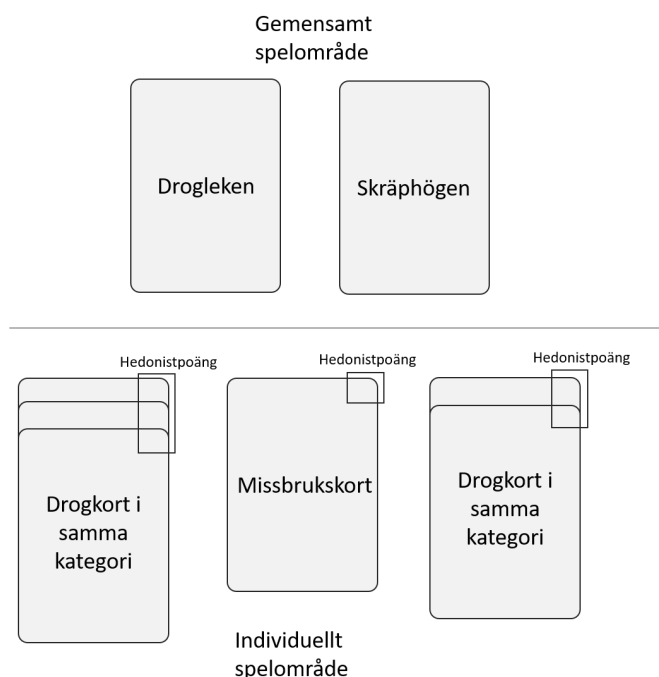 Gemensamt
spelområde
Drogleken
Skräphögen
Hedonistpoäng
Hedonistpoäng
Hedonistpoäng
Drogkort i
samma
kategori
Missbrukskort
Drogkort i
samma
kategori
Individuellt
spelområde